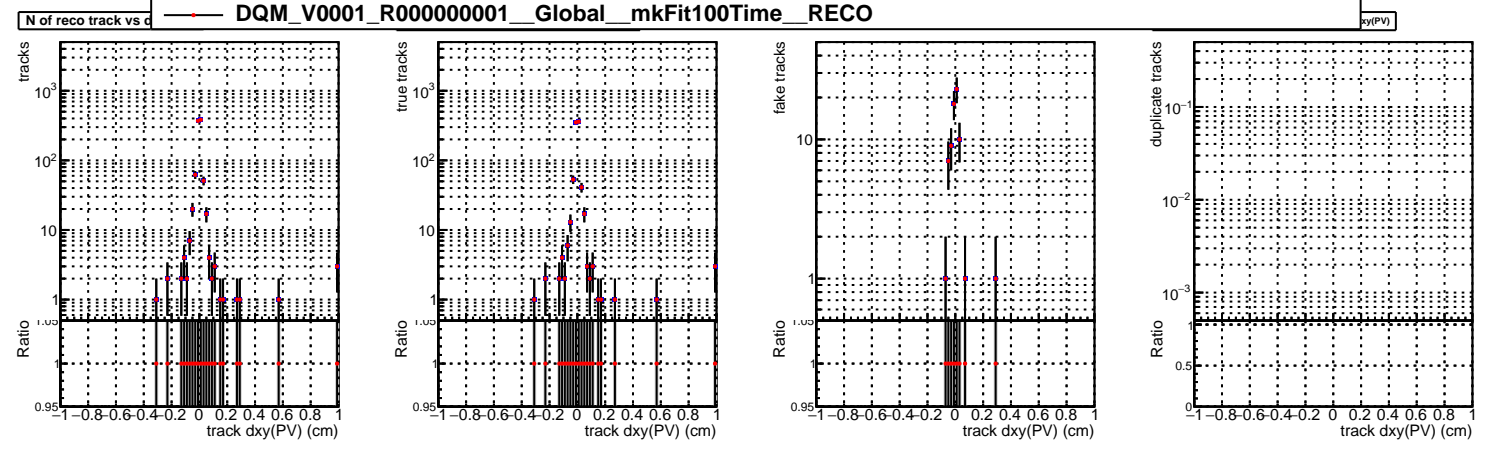 N of reco track vs d
DQM_V0001_R000000001__Global__mkFit100Time__RECO
xy(PV)
tracks
10³
10²
10
1
Ratio
1.05
1
0.95
−1 −0.8 −0.6 −0.4 −0.2 0 0.2 0.4 0.6 0.8 1
track dxy(PV) (cm)
true tracks
10³
10²
10
1
Ratio
1.05
1
0.95
−1 −0.8 −0.6 −0.4 −0.2 0 0.2 0.4 0.6 0.8 1
track dxy(PV) (cm)
fake tracks
10
1
Ratio
1.05
1
0.95
−1 −0.8 −0.6 −0.4 −0.2 0 0.2 0.4 0.6 0.8 1
track dxy(PV) (cm)
duplicate tracks
10⁻¹
10⁻²
10⁻³
Ratio
1
0.5
0
−1 −0.8 −0.6 −0.4 −0.2 0 0.2 0.4 0.6 0.8 1
track dxy(PV) (cm)